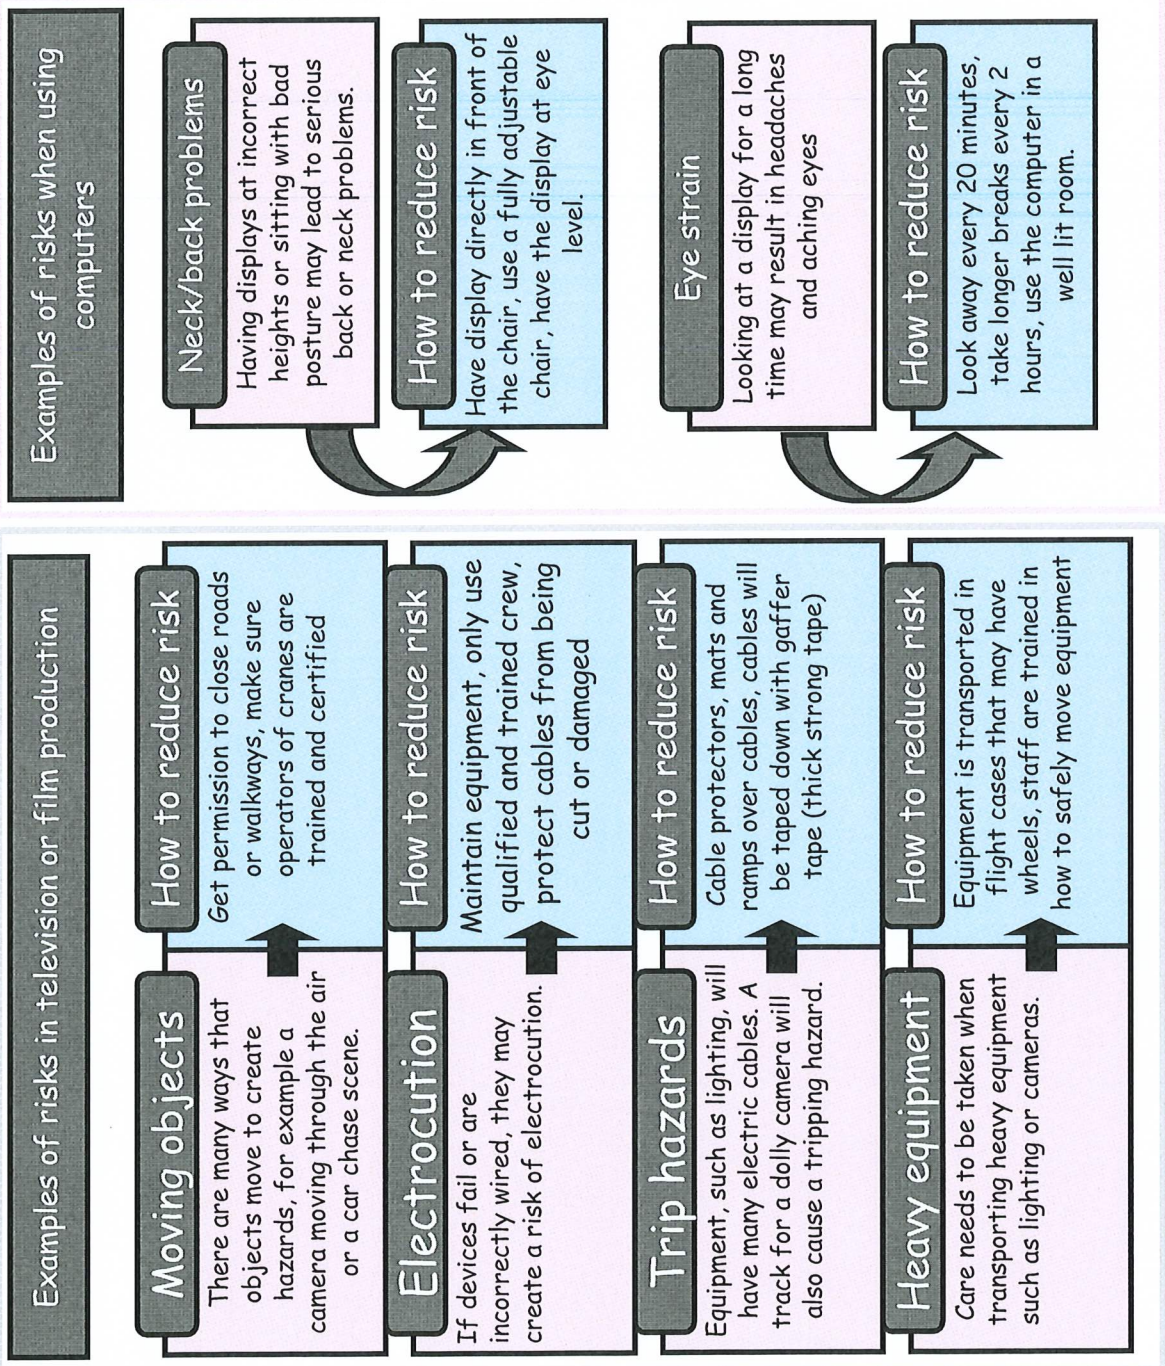 Examples of risks in television or film production
Moving objects
There are many ways that
objects move to create
hazards, for example a
camera moving through the air
or a car chase scene.
How to reduce risk
Get permission to close roads
or walkways, make sure
operators of cranes are
trained and certified
Electrocution
If devices fail or are
incorrectly wired, they may
create a risk of electrocution.
How to reduce risk
Maintain equipment, only use
qualified and trained crew,
protect cables from being
cut or damaged
Trip hazards
Equipment, such as lighting, will
have many electric cables. A
track for a dolly camera will
also cause a tripping hazard.
How to reduce risk
Cable protectors, mats and
ramps over cables, cables will
be taped down with gaffer
tape (thick strong tape)
Heavy equipment
Care needs to be taken when
transporting heavy equipment
such as lighting or cameras.
How to reduce risk
Equipment is transported in
flight cases that may have
wheels, staff are trained in
how to safely move equipment
Examples of risks when using
computers
Neck/back problems
Having displays at incorrect
heights or sitting with bad
posture may lead to serious
back or neck problems.
How to reduce risk
Have display directly in front of
the chair, use a fully adjustable
chair, have the display at eye
level.
Eye strain
Looking at a display for a long
time may result in headaches
and aching eyes
How to reduce risk
Look away every 20 minutes,
take longer breaks every 2
hours, use the computer in a
well lit room.